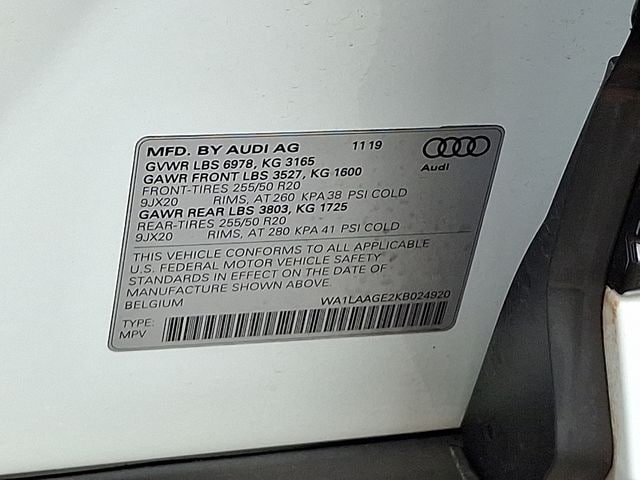 MFD. BY AUDI AG 11 19
Audi
GVWR LBS 6978, KG 3165
GAWR FRONT LBS 3527, KG 1600
FRONT-TIRES 255/50 R20
9JX20 RIMS, AT 260 KPA 38 PSI COLD
GAWR REAR LBS 3803, KG 1725
REAR-TIRES 255/50 R20
9JX20 RIMS, AT 280 KPA 41 PSI COLD
THIS VEHICLE CONFORMS TO ALL APPLICABLE
U.S. FEDERAL MOTOR VEHICLE SAFETY
STANDARDS IN EFFECT ON THE DATE OF
MANUFACTURE SHOWN ABOVE.
BELGIUM WA1LAAGE2KB024920
TYPE:
MPV